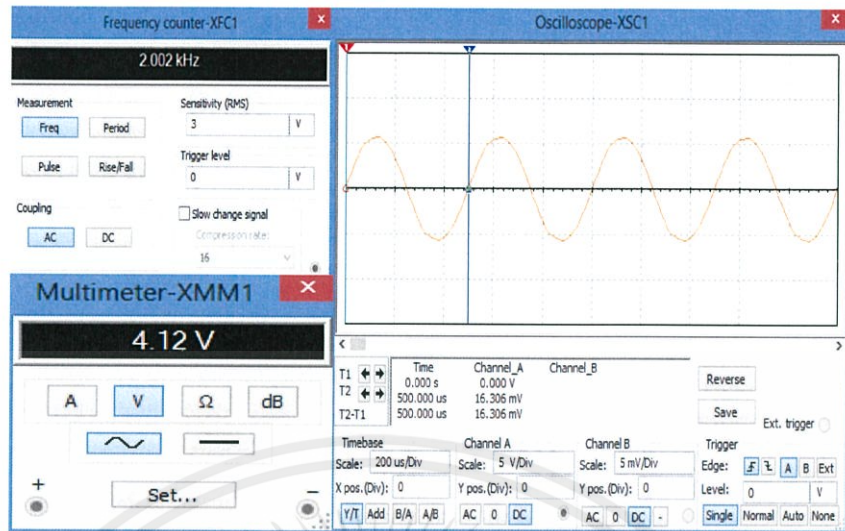 Frequency counter-XFC1
x
2.002 kHz
Measurement
Sensitivity (RMS)
Freq
Period
3
V
Pulse
Rise/Fall
Trigger level
0
V
Coupling
Slow change signal
AC
DC
Compression rate:
16
Multimeter-XMM1
x
4.12 V
A
V
Ω
dB
+
Set...
Oscilloscope-XSC1
x
1
2
Time Channel_A Channel_B
T1 0.000 s 0.000 V
T2 500.000 us 16.306 mV
T2-T1 500.000 us 16.306 mV
Reverse
Save
Ext. trigger
Timebase
Channel A
Channel B
Trigger
Scale: 200 us/Div
Scale: 5 V/Div
Scale: 5 mV/Div
Edge: A B Ext
X pos.(Div): 0
Y pos.(Div): 0
Y pos.(Div): 0
Level: 0 V
Y/T Add B/A A/B
AC 0 DC
AC 0 DC -
Single Normal Auto None